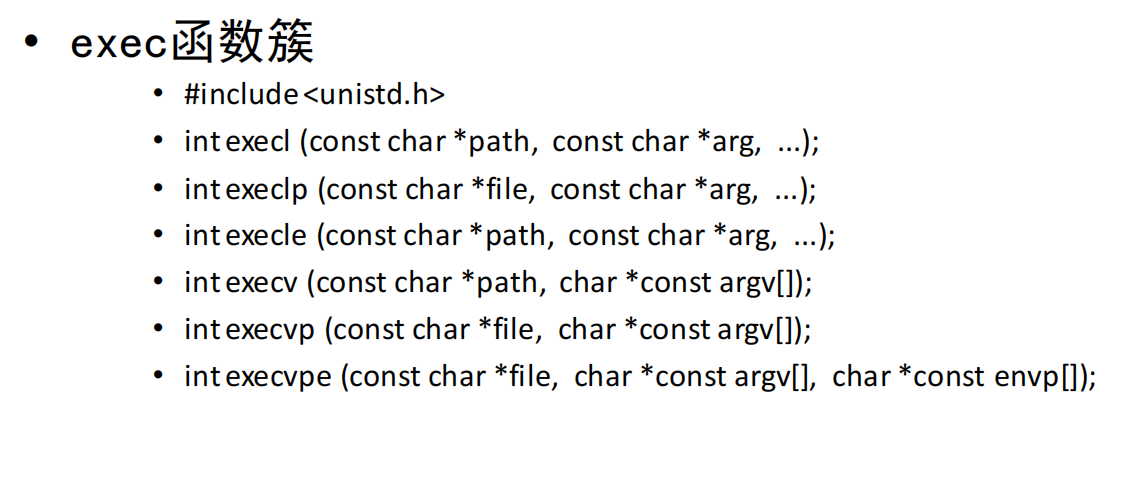 • exec函数簇
• #include<unistd.h>
• int execl (const char *path, const char *arg, ...);
• int execlp (const char *file, const char *arg, ...);
• int execle (const char *path, const char *arg, ...);
• int execv (const char *path, char *const argv[]);
• int execvp (const char *file, char *const argv[]);
• int execvpe (const char *file, char *const argv[], char *const envp[]);